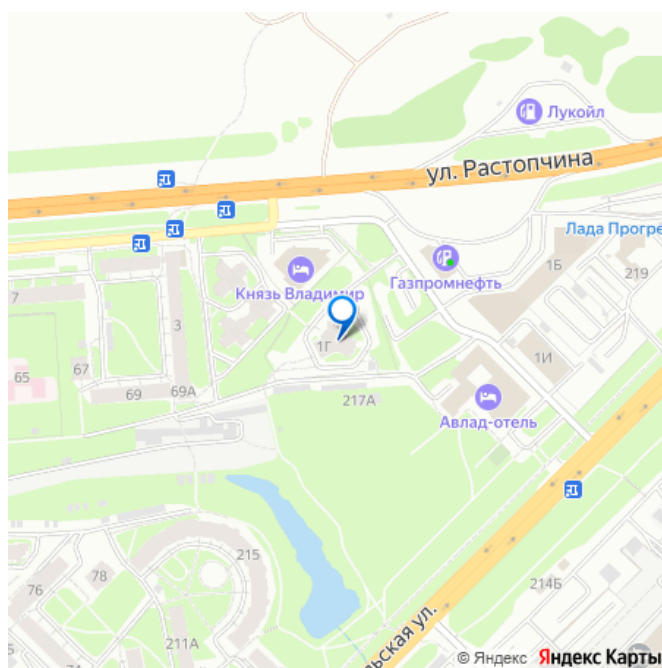 Лукойл
ул. Растопчина
Лада Прогре
1Б
219
Газпромнефть
Князь Владимир
7
3
1Г
1И
65
67
69
69А
217А
Авлад-отель
215
214Б
76
78
211А
льская ул.
© Яндекс Яндекс Карты